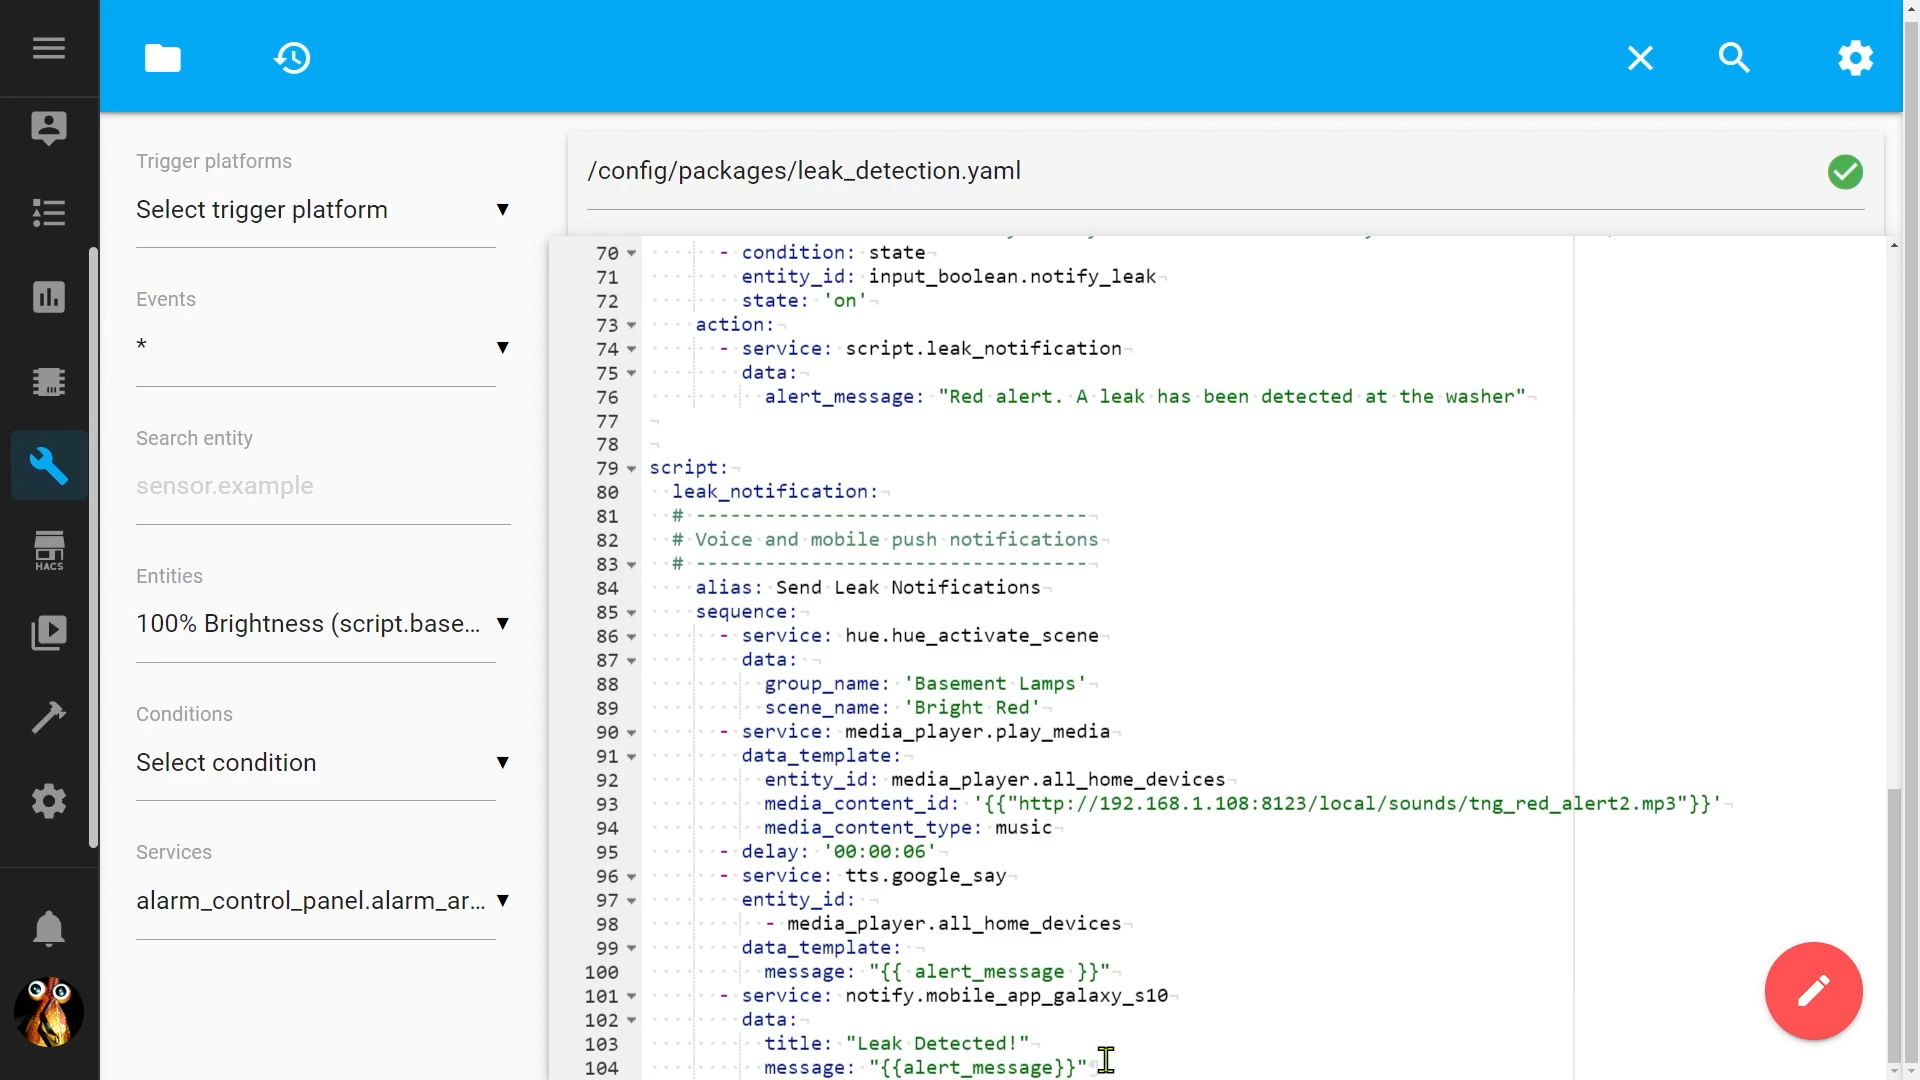 HACS
Trigger platforms
Select trigger platform
Events
*
Search entity
sensor.example
Entities
100% Brightness (script.base...
Conditions
Select condition
Services
alarm_control_panel.alarm_ar...
/config/packages/leak_detection.yaml
70 - condition: state
71 entity_id: input_boolean.notify_leak
72 state: 'on'
73 action:
74 - service: script.leak_notification
75 data:
76 alert_message: "Red alert. A leak has been detected at the washer"
77
78
79 script:
80 leak_notification:
81 # ----------------------------------
82 # Voice and mobile push notifications
83 # ----------------------------------
84 alias: Send Leak Notifications
85 sequence:
86 - service: hue.hue_activate_scene
87 data:
88 group_name: 'Basement Lamps'
89 scene_name: 'Bright Red'
90 - service: media_player.play_media
91 data_template:
92 entity_id: media_player.all_home_devices
93 media_content_id: '{{"http://192.168.1.108:8123/local/sounds/tng_red_alert2.mp3"}}'
94 media_content_type: music
95 - delay: '00:00:06'
96 - service: tts.google_say
97 entity_id:
98 - media_player.all_home_devices
99 data_template:
100 message: "{{ alert_message }}"
101 - service: notify.mobile_app_galaxy_s10
102 data:
103 title: "Leak Detected!"
104 message: "{{alert_message}}"